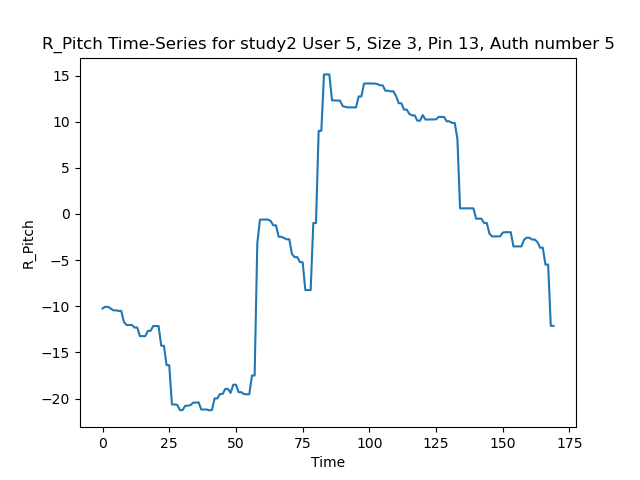 R_Pitch Time-Series for study2 User 5, Size 3, Pin 13, Auth number 5
15
10
5
0
−5
−10
−15
−20
R_Pitch
0 25 50 75 100 125 150 175
Time